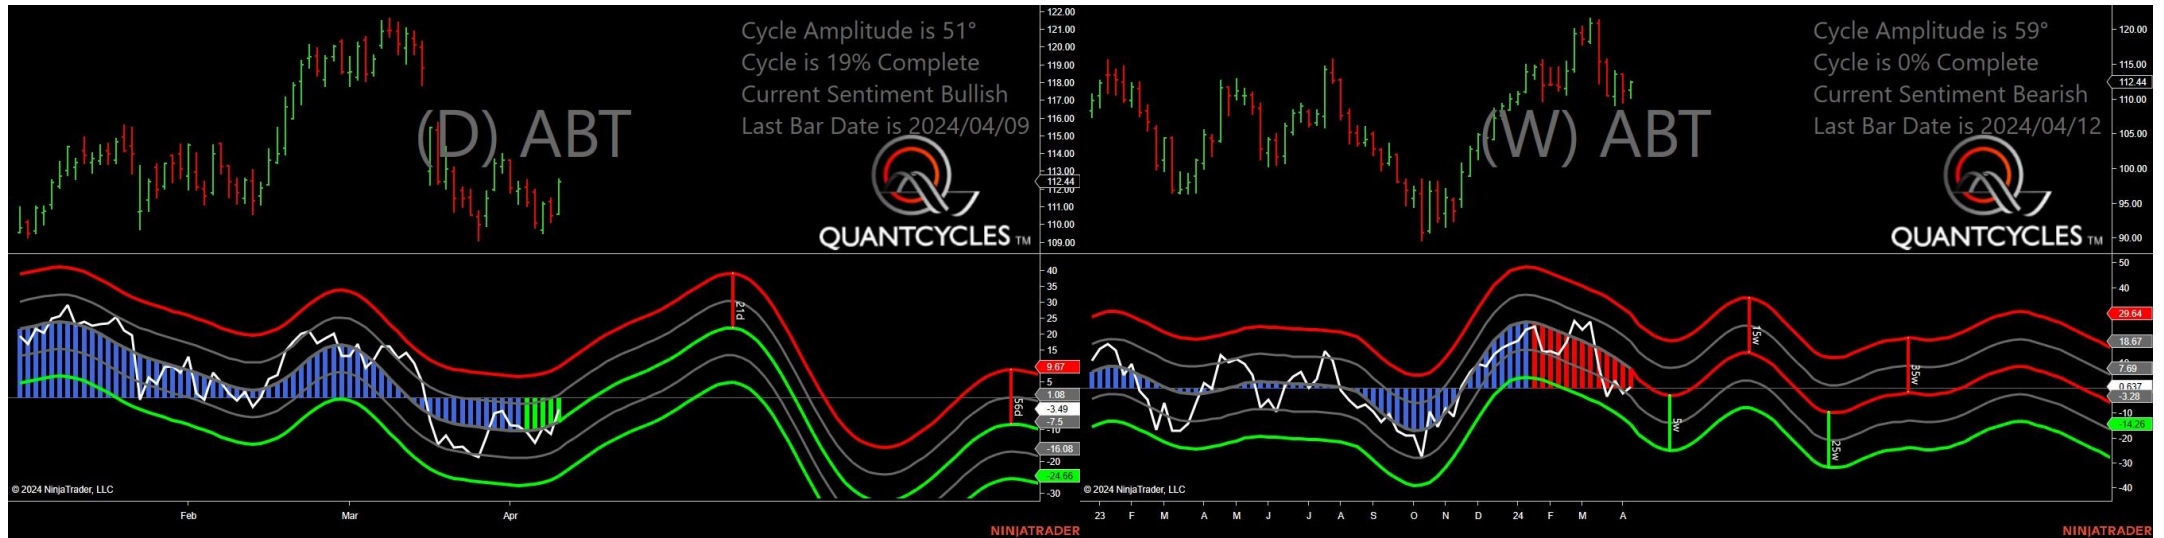 Cycle Amplitude is 51°
Cycle is 19% Complete
Current Sentiment Bullish
Last Bar Date is 2024/04/09
(D) ABT
QUANTCYCLES TM
122.00
121.00
120.00
119.00
118.00
117.00
116.00
115.00
114.00
113.00
112.44
112.00
111.00
110.00
109.00
40
35
30
25
20
15
9.67
5
1.08
-3.49
-7.5
-10
-16.08
-20
-24.66
-30
21d
56d
© 2024 NinjaTrader, LLC
Feb Mar Apr
NINJATRADER
Cycle Amplitude is 59°
Cycle is 0% Complete
Current Sentiment Bearish
Last Bar Date is 2024/04/12
(W) ABT
QUANTCYCLES TM
120.00
115.00
112.44
110.00
105.00
100.00
95.00
90.00
50
40
29.64
18.67
10
7.69
0.637
-3.28
-10
-14.26
-20
-30
-40
5w
15w
25w
35w
© 2024 NinjaTrader, LLC
23 F M A M J J A S O N D 24 F M A
NINJATRADER